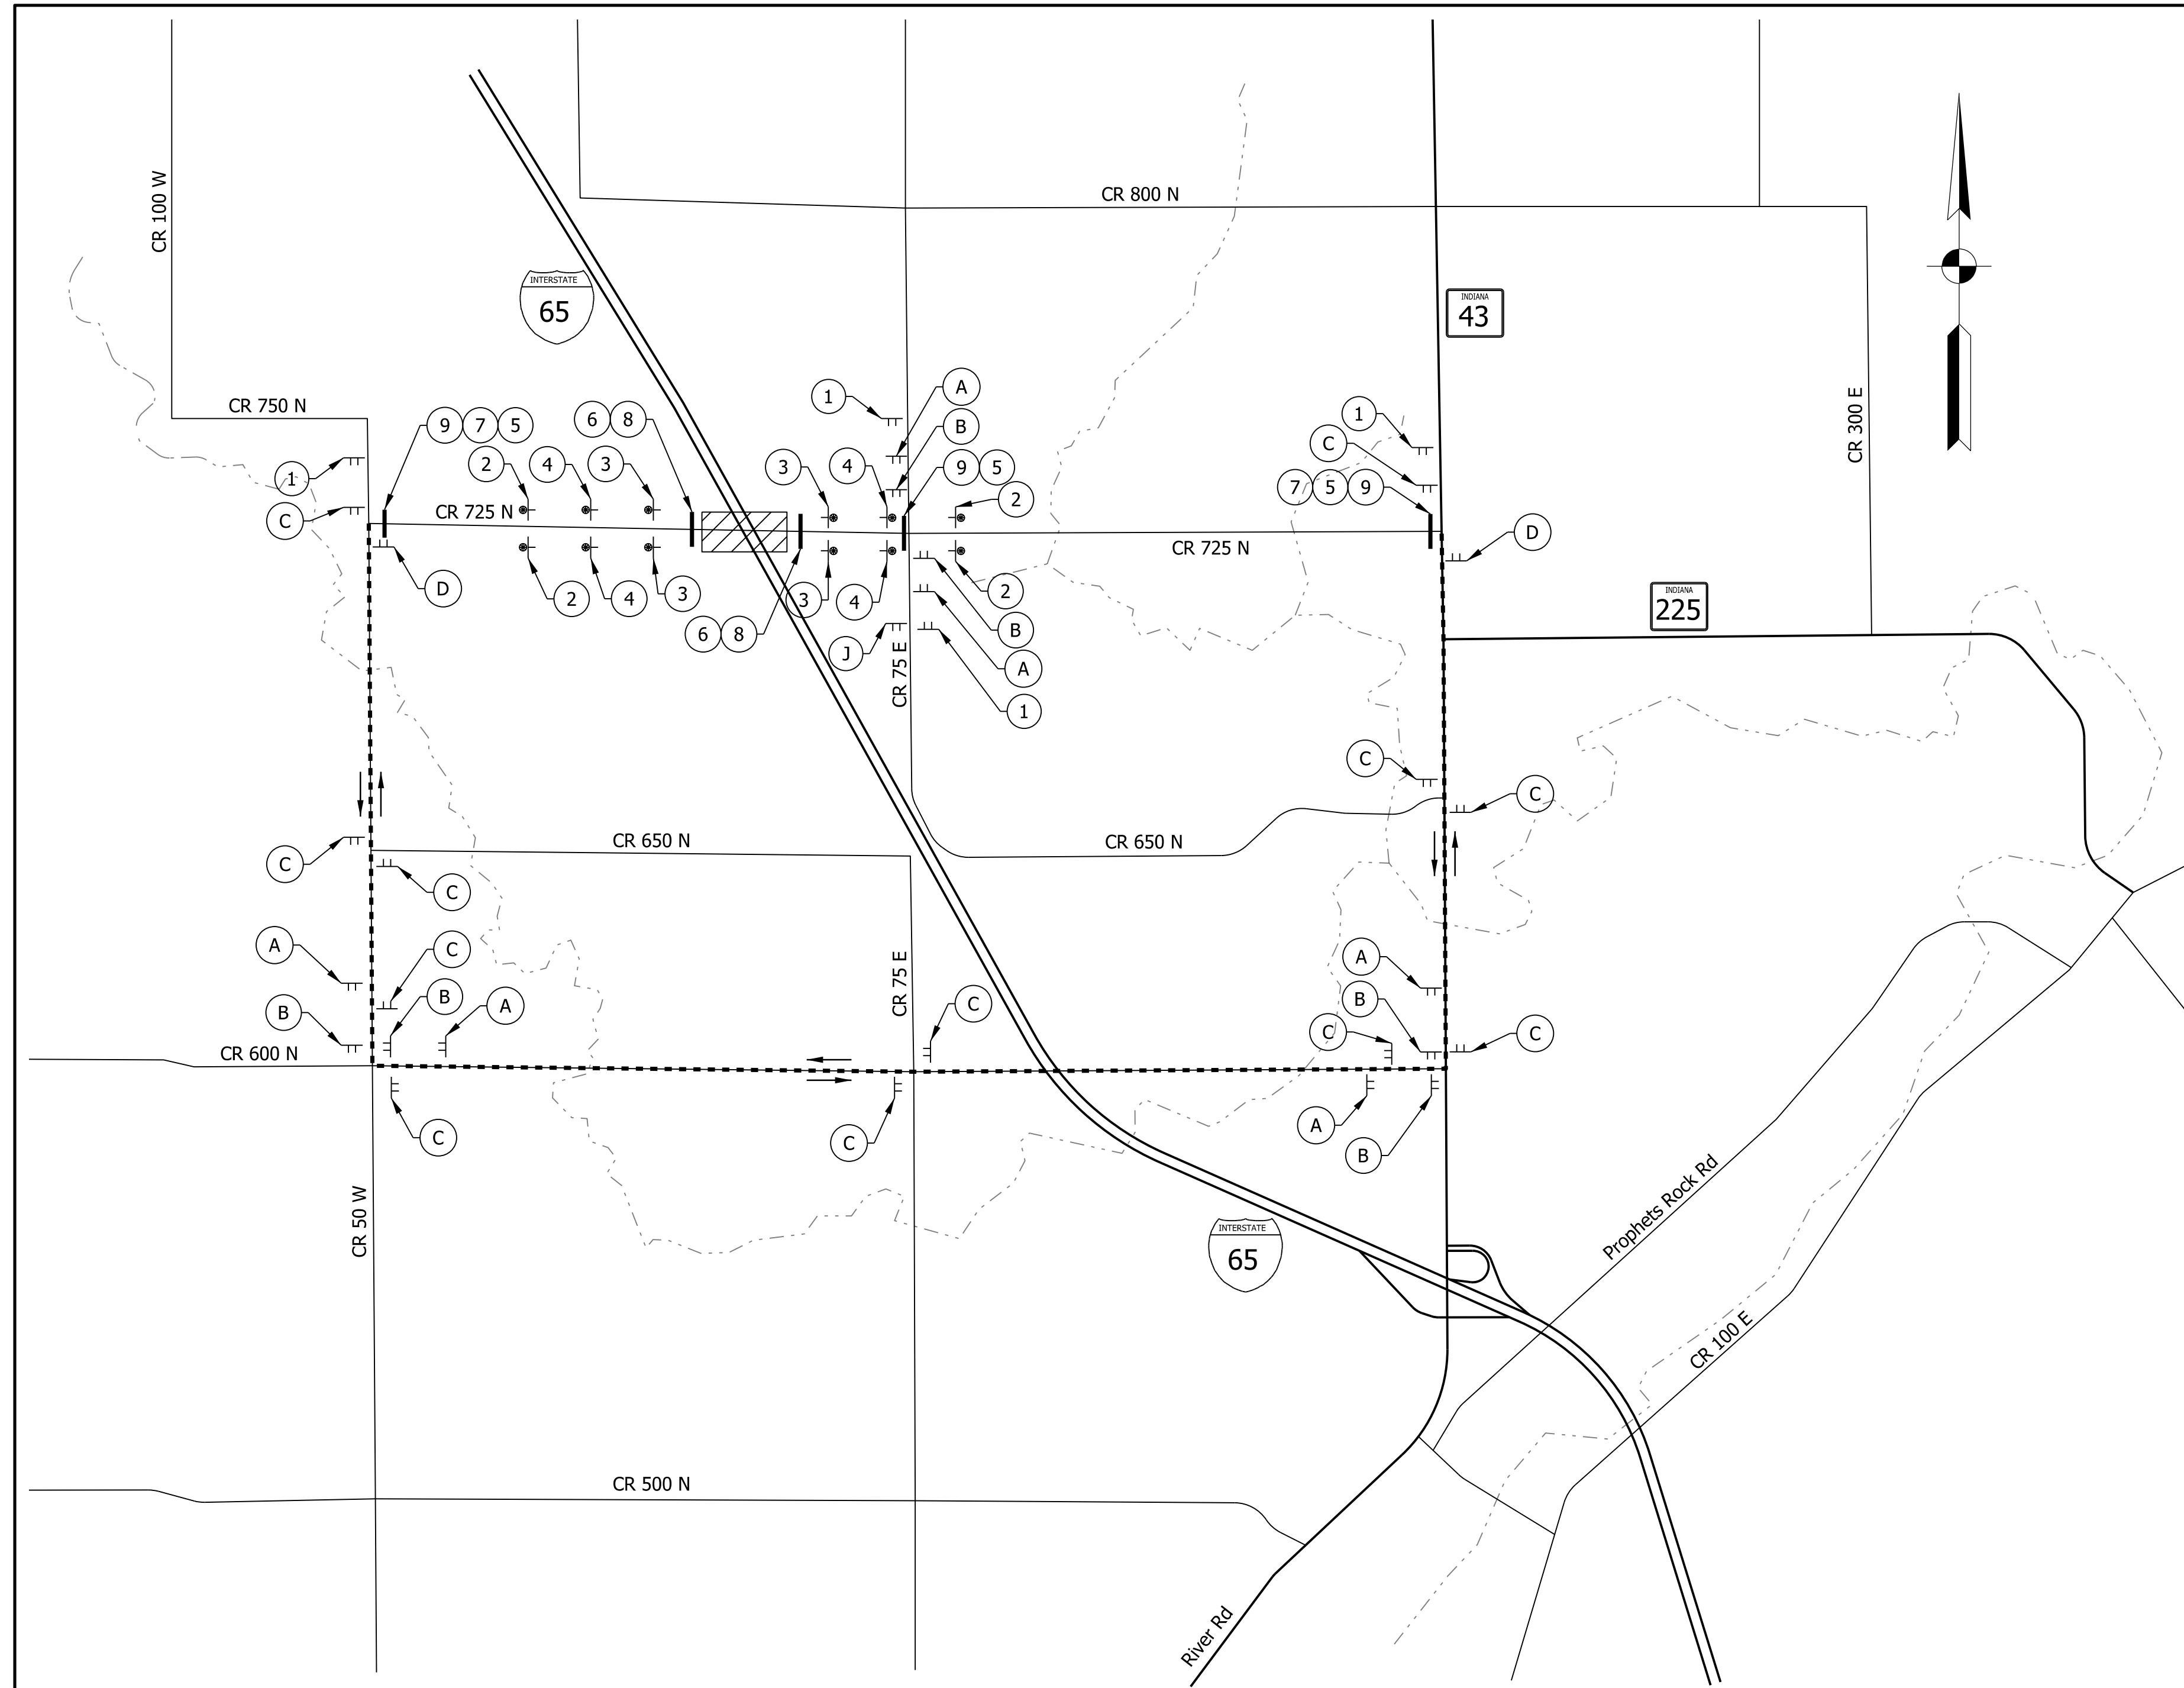 CR 100 W
CR 800 N
INTERSTATE
65
INDIANA
43
CR 300 E
CR 750 N
1
A
B
1
C
9 7 5
2
4
3
6 8
3
4
9 5
2
1
C
7 5 9
1
C
CR 725 N
CR 725 N
D
D
2
4
3
6 8
3
4
2
B
A
1
J
CR 75 E
INDIANA
225
C
C
CR 650 N
CR 650 N
C
C
A
C
B
B
A
CR 600 N
C
CR 75 E
C
A
B
C
C
C
C
A
B
CR 50 W
INTERSTATE
65
Prophets Rock Rd
CR 100 E
CR 500 N
River Rd